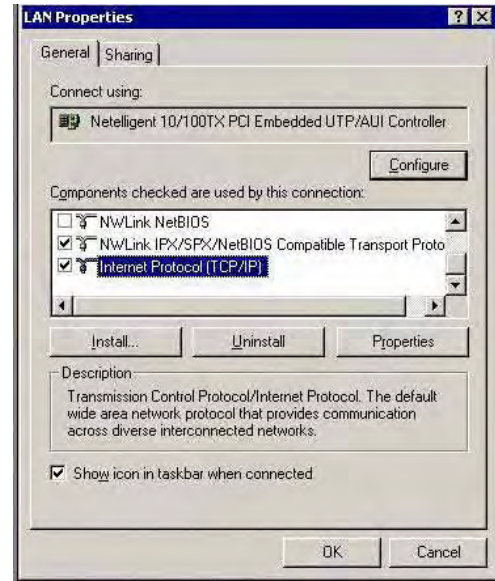 LAN Properties
General Sharing
Connect using:
Netelligent 10/100TX PCI Embedded UTP/AUI Controller
Configure
Components checked are used by this connection:
NWLink NetBIOS
NWLink IPX/SPX/NetBIOS Compatible Transport Proto
Internet Protocol (TCP/IP)
Install... Uninstall Properties
Description
Transmission Control Protocol/Internet Protocol. The default
wide area network protocol that provides communication
across diverse interconnected networks.
Show icon in taskbar when connected
OK Cancel